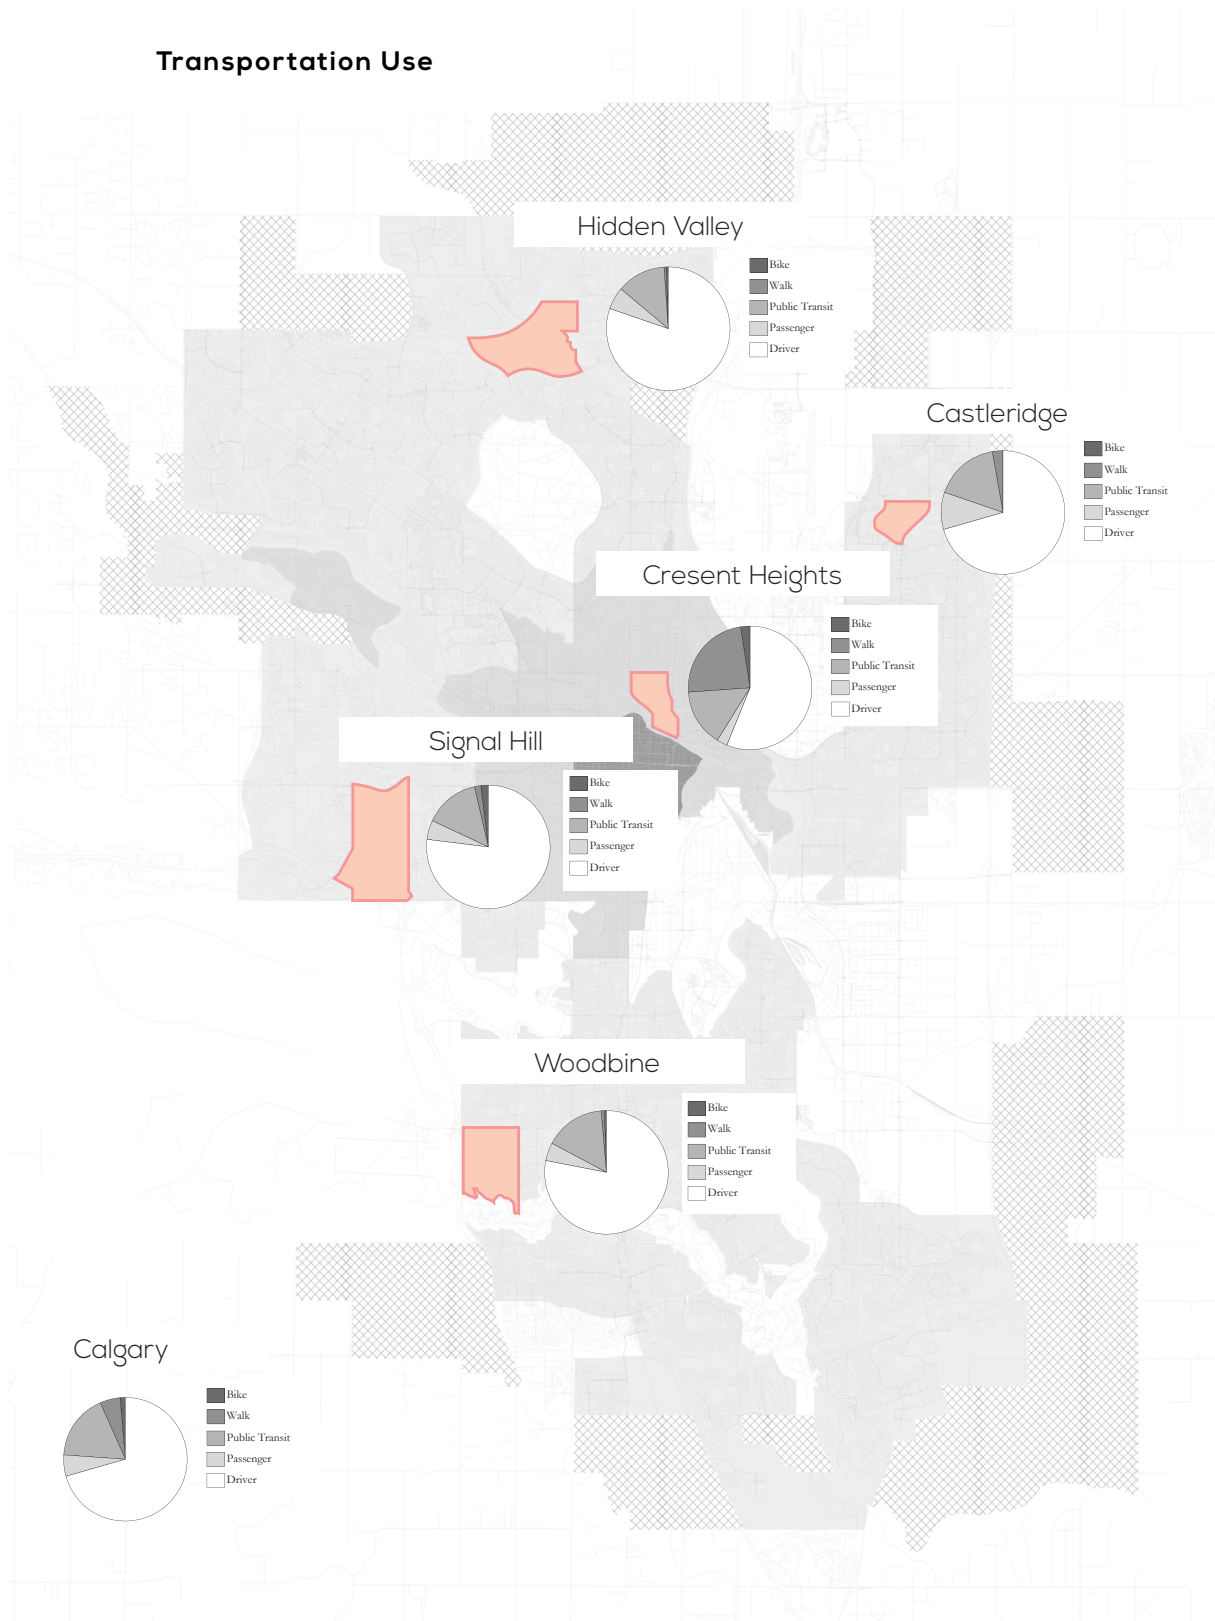 Transportation Use
Hidden Valley
Bike
Walk
Public Transit
Passenger
Driver
Castleridge
Bike
Walk
Public Transit
Passenger
Driver
Cresent Heights
Bike
Walk
Public Transit
Passenger
Driver
Signal Hill
Bike
Walk
Public Transit
Passenger
Driver
Woodbine
Bike
Walk
Public Transit
Passenger
Driver
Calgary
Bike
Walk
Public Transit
Passenger
Driver